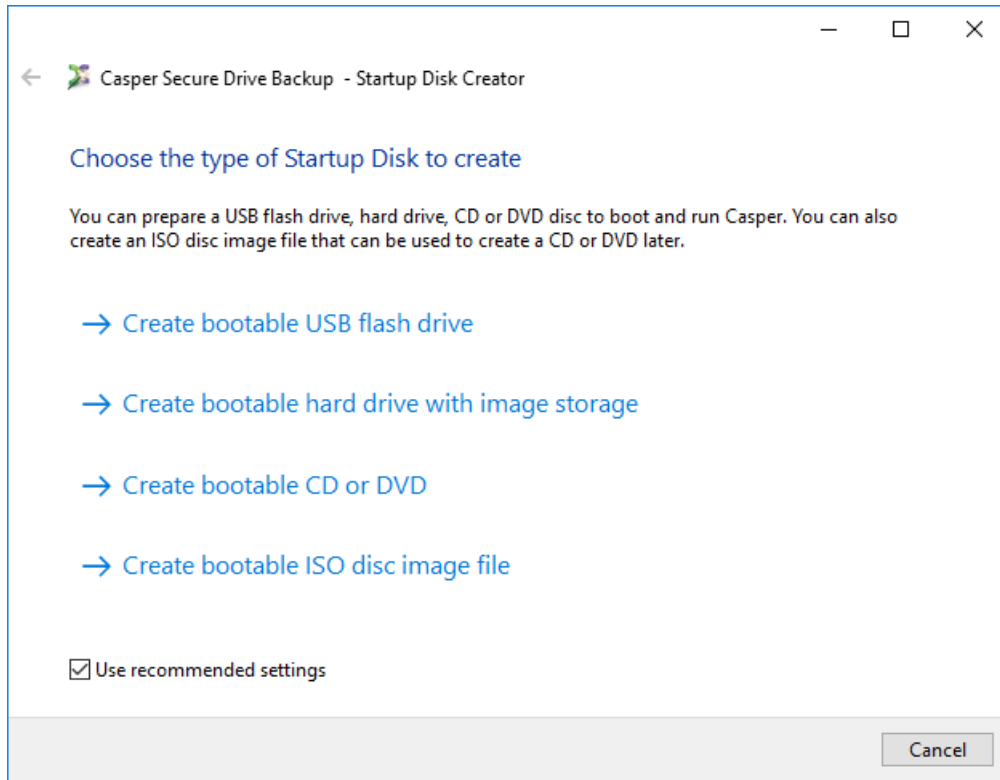 Casper Secure Drive Backup - Startup Disk Creator
Choose the type of Startup Disk to create
You can prepare a USB flash drive, hard drive, CD or DVD disc to boot and run Casper. You can also
create an ISO disc image file that can be used to create a CD or DVD later.
Create bootable USB flash drive
Create bootable hard drive with image storage
Create bootable CD or DVD
Create bootable ISO disc image file
Use recommended settings
Cancel